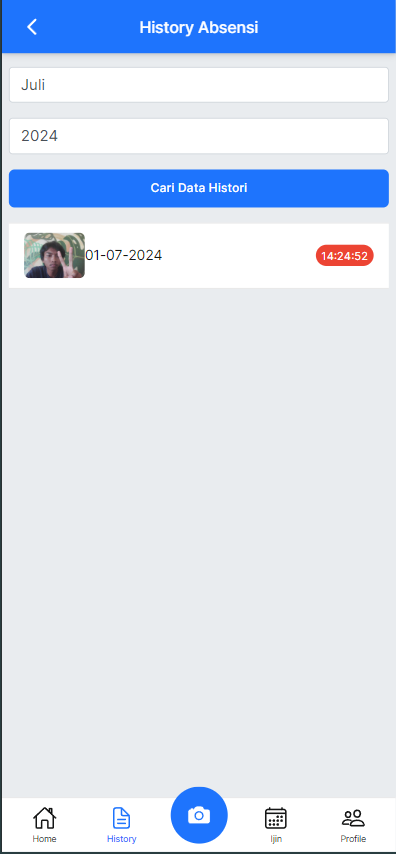 History Absensi
Juli
2024
Cari Data Histori
01-07-2024 14:24:52
Home History Ijin Profile